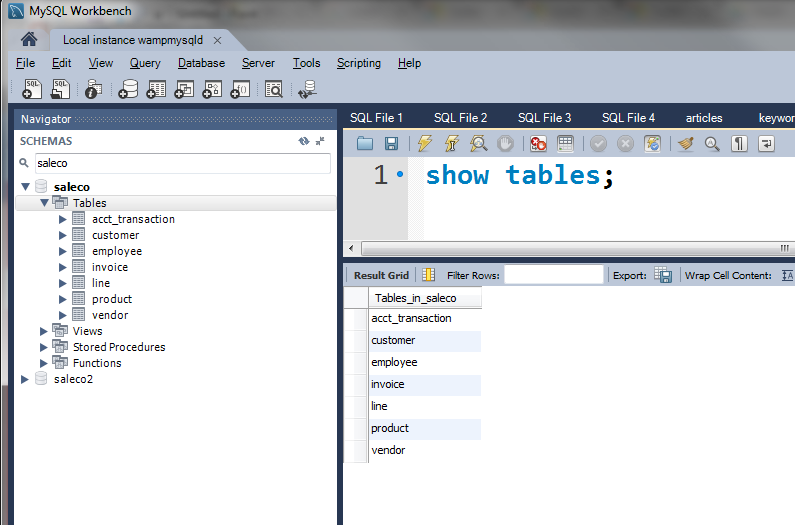 MySQL Workbench
Local instance wampmysqld
File Edit View Query Database Server Tools Scripting Help
SQL SQL
Navigator
SCHEMAS
saleco
saleco
Tables
acct_transaction
customer
employee
invoice
line
product
vendor
Views
Stored Procedures
Functions
saleco2
SQL File 1 SQL File 2 SQL File 3 SQL File 4 articles keywor
1 show tables;
Result Grid Filter Rows: Export: Wrap Cell Content:
Tables_in_saleco
acct_transaction
customer
employee
invoice
line
product
vendor